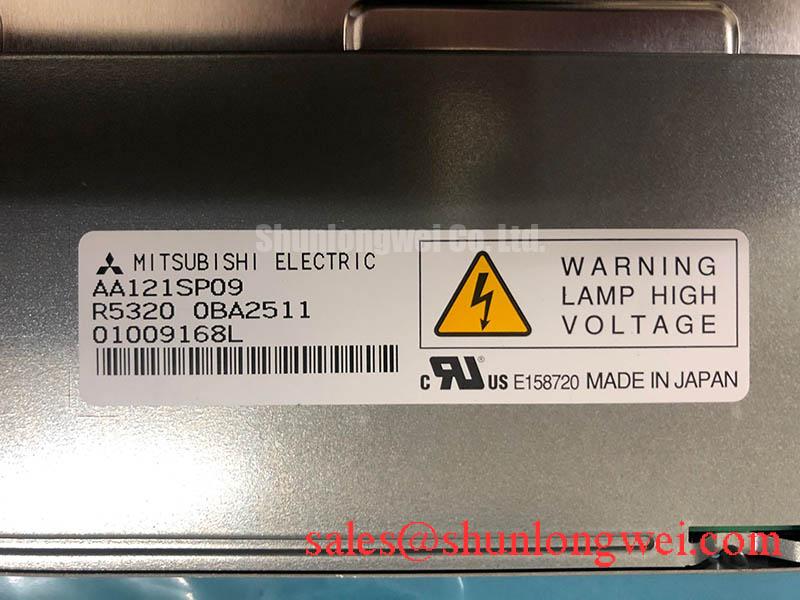 Shunlongwei Co. Ltd.
MITSUBISHI ELECTRIC
AA121SP09
R5320 0BA2511
01009168L
WARNING
LAMP HIGH
VOLTAGE
C RU US E158720 MADE IN JAPAN
sales@shunlongwei.com